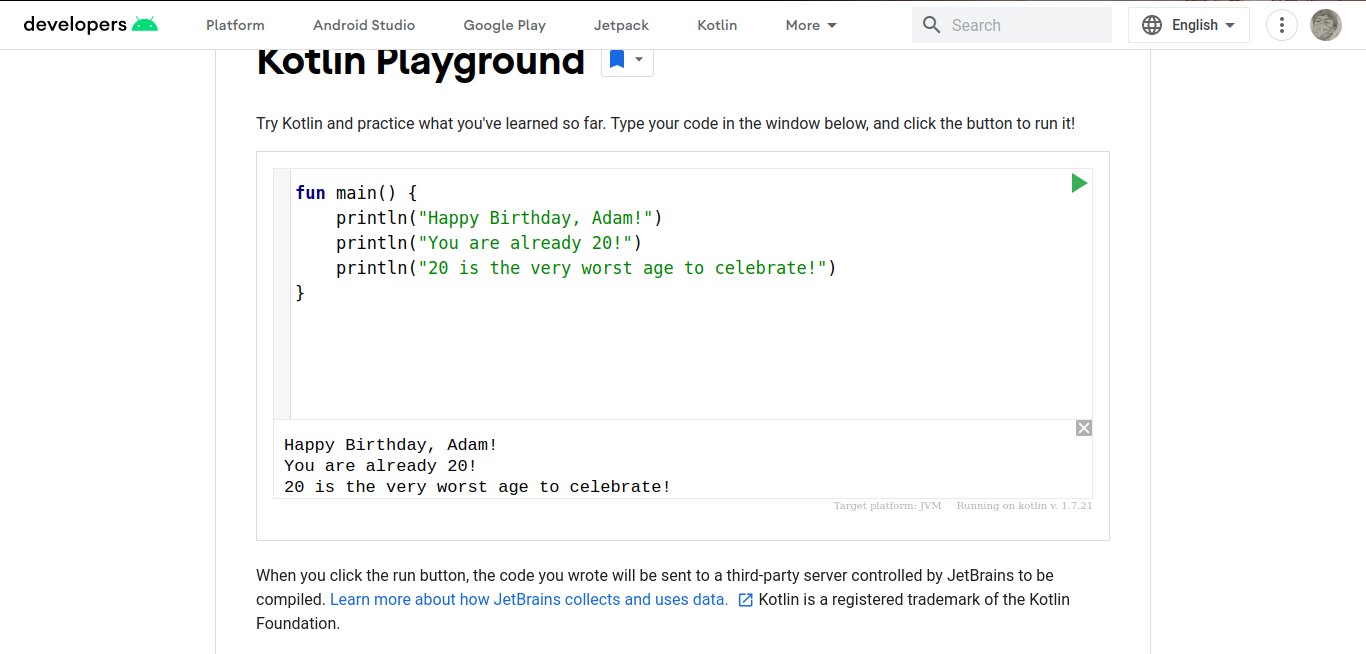 developers Platform Android Studio Google Play Jetpack Kotlin More Search English
Kotlin Playground
Try Kotlin and practice what you've learned so far. Type your code in the window below, and click the button to run it!
fun main() {
    println("Happy Birthday, Adam!")
    println("You are already 20!")
    println("20 is the very worst age to celebrate!")
}
Happy Birthday, Adam!
You are already 20!
20 is the very worst age to celebrate!
Target platform: JVM Running on kotlin v. 1.7.21
When you click the run button, the code you wrote will be sent to a third-party server controlled by JetBrains to be
compiled. Learn more about how JetBrains collects and uses data. Kotlin is a registered trademark of the Kotlin
Foundation.